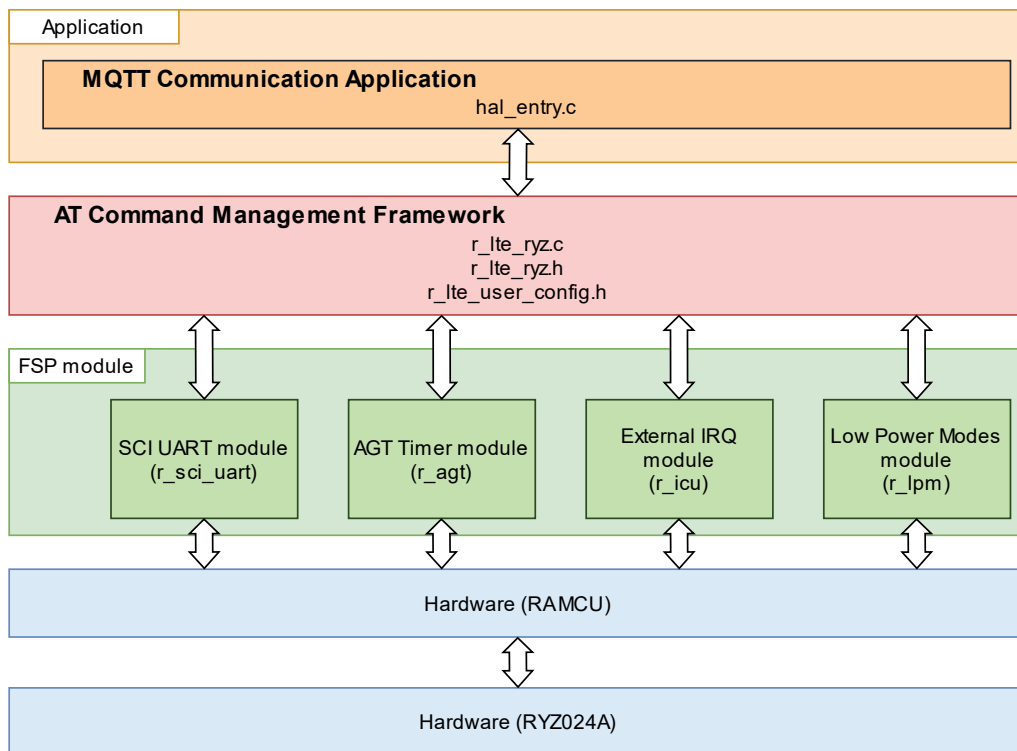 Application
MQTT Communication Application
hal_entry.c
AT Command Management Framework
r_lte_ryz.c
r_lte_ryz.h
r_lte_user_config.h
FSP module
SCI UART module
(r_sci_uart)
AGT Timer module
(r_agt)
External IRQ
module
(r_icu)
Low Power Modes
module
(r_lpm)
Hardware (RAMCU)
Hardware (RYZ024A)